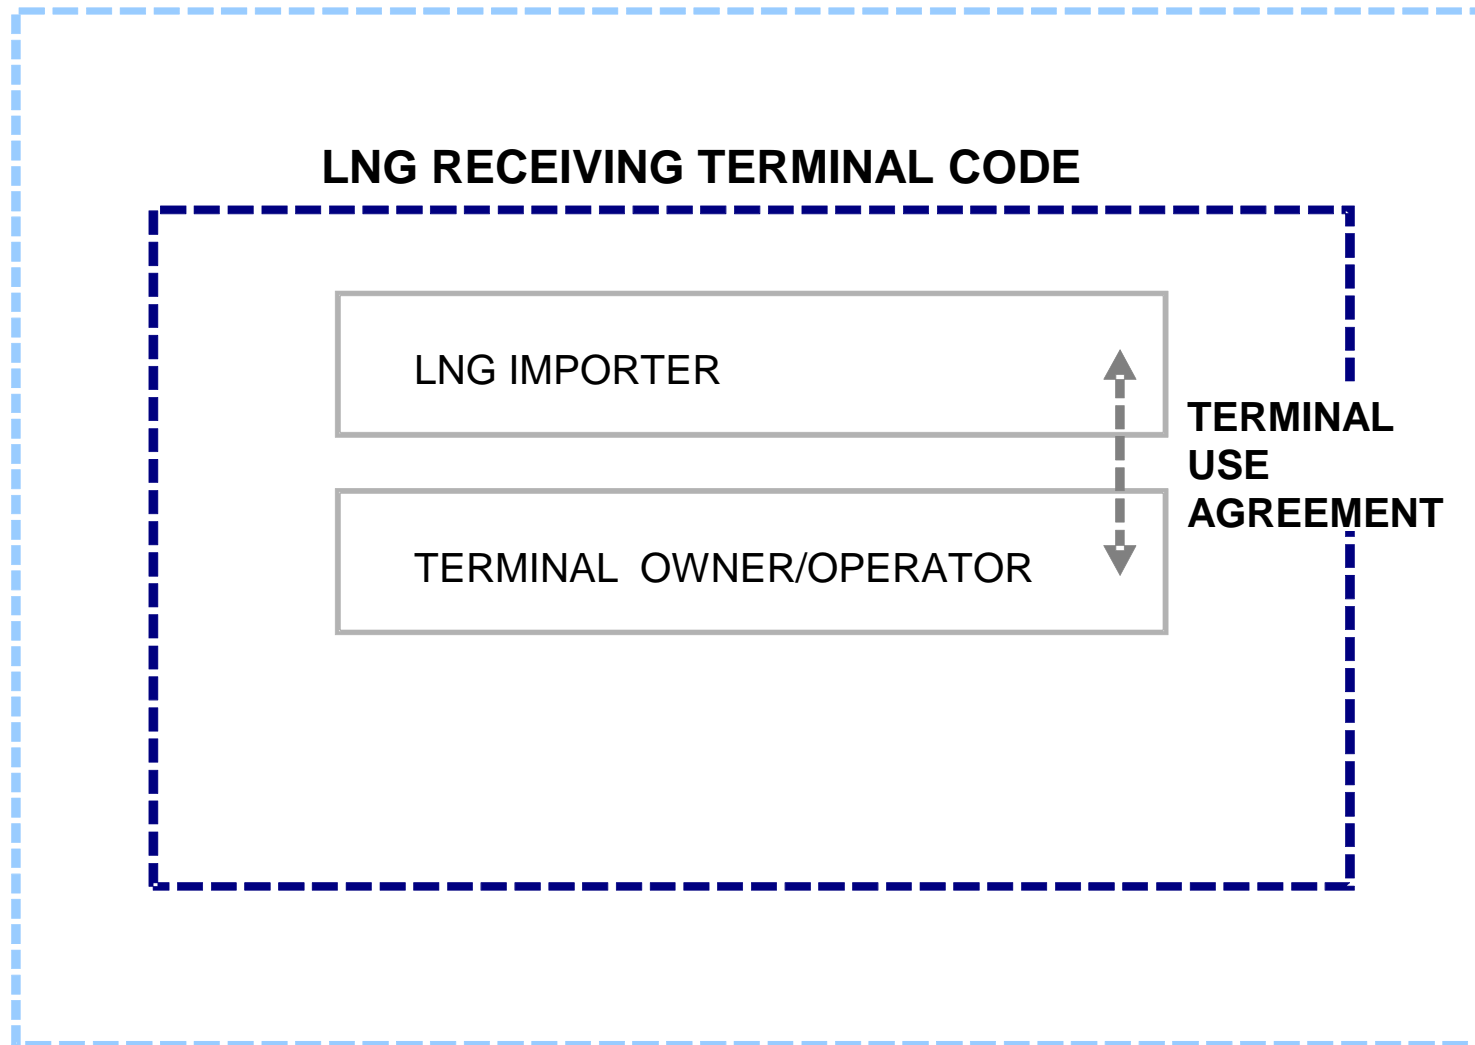 LNG RECEIVING TERMINAL CODE
LNG IMPORTER
TERMINAL
USE
AGREEMENT
TERMINAL  OWNER/OPERATOR